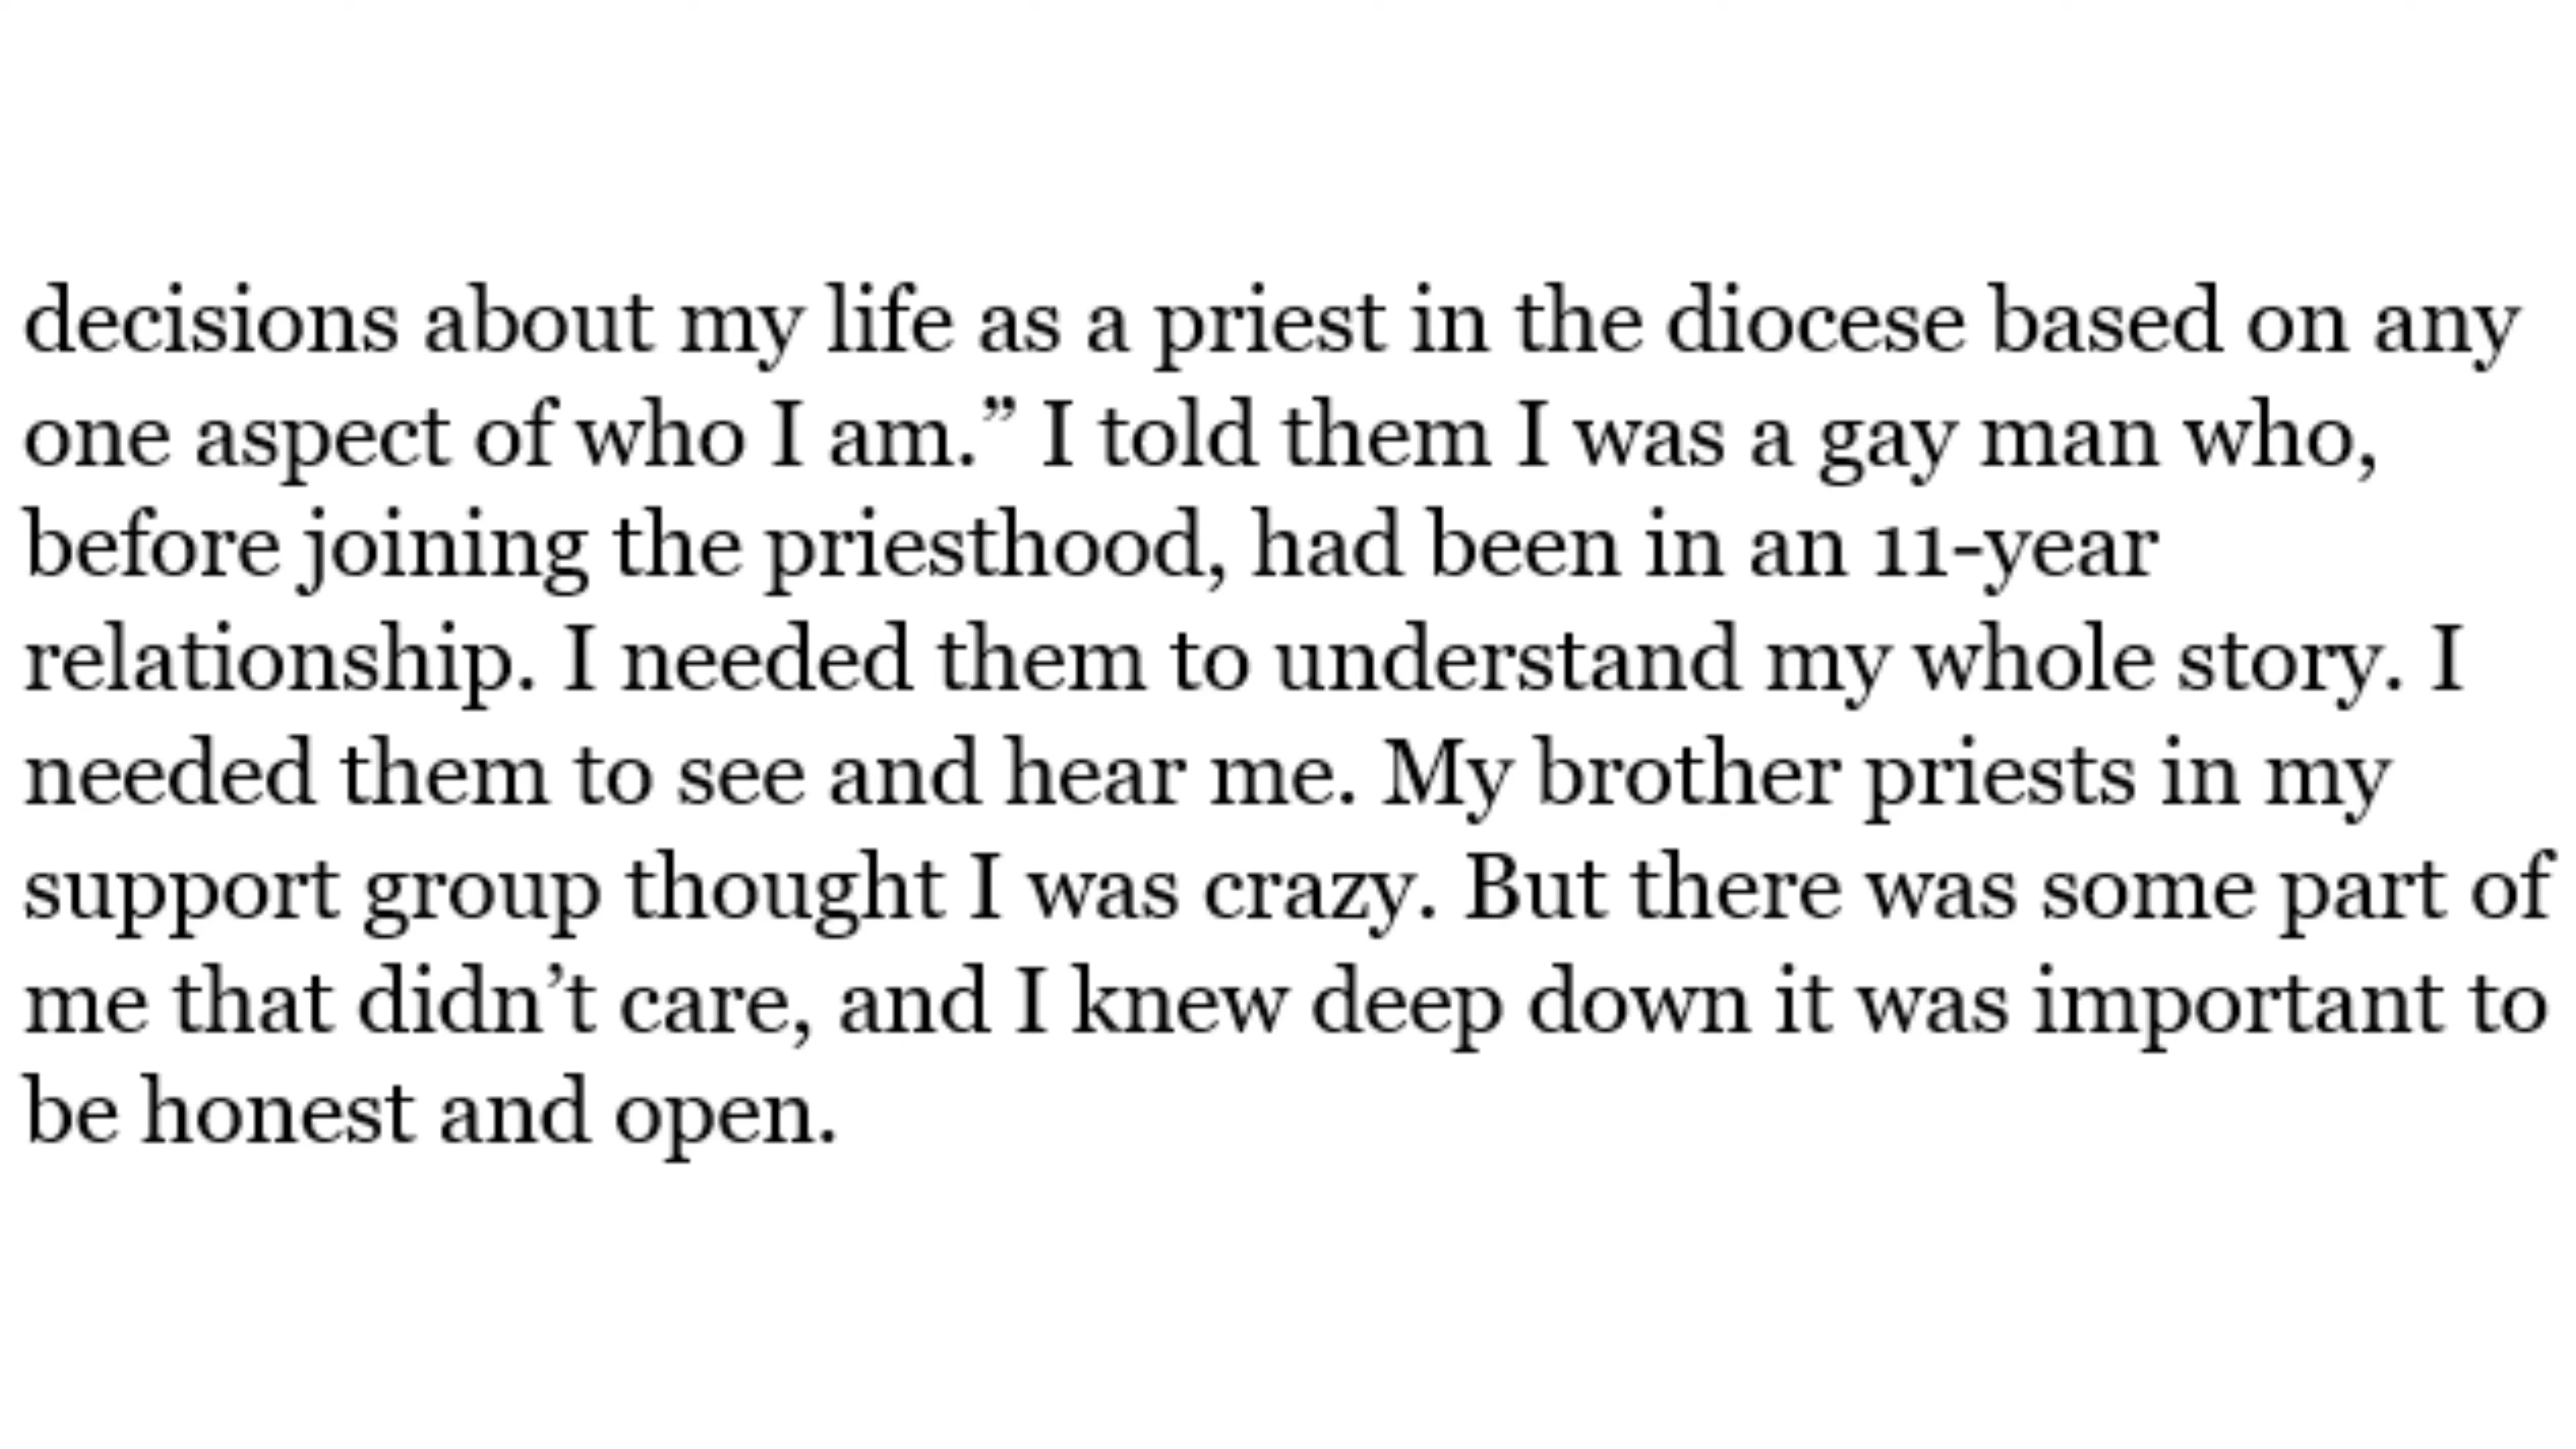 decisions about my life as a priest in the diocese based on any
one aspect of who I am.” I told them I was a gay man who,
before joining the priesthood, had been in an 11-year
relationship. I needed them to understand my whole story. I
needed them to see and hear me. My brother priests in my
support group thought I was crazy. But there was some part of
me that didn’t care, and I knew deep down it was important to
be honest and open.